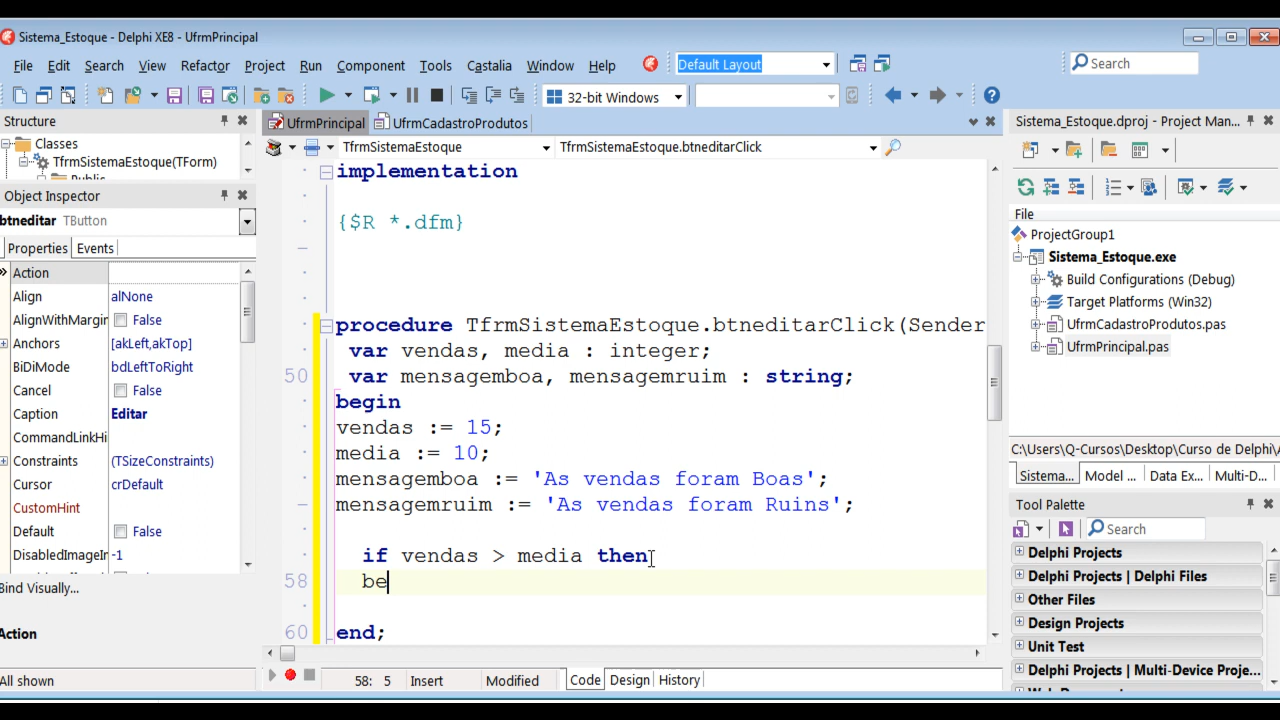 Sistema_Estoque - Delphi XE8 - UfrmPrincipal
File Edit Search View Refactor Project Run Component Tools Castalia Window Help Default Layout Search
32-bit Windows
Structure
Classes
TfrmSistemaEstoque(TForm)
Object Inspector
btneditar TButton
Properties Events
Action
Align alNone
AlignWithMargin False
Anchors [akLeft,akTop]
BiDiMode bdLeftToRight
Cancel False
Caption Editar
CommandLinkHi
Constraints (TSizeConstraints)
Cursor crDefault
CustomHint
Default False
DisabledImageIn -1
Bind Visually...
Action
All shown
UfrmPrincipal UfrmCadastroProdutos
TfrmSistemaEstoque TfrmSistemaEstoque.btneditarClick
implementation
{$R *.dfm}
procedure TfrmSistemaEstoque.btneditarClick(Sender
var vendas, media : integer;
50 var mensagemboa, mensagemruim : string;
begin
vendas := 15;
media := 10;
mensagemboa := 'As vendas foram Boas';
mensagemruim := 'As vendas foram Ruins';
if vendas > media then
58 be
60 end;
58: 5 Insert Modified Code Design History
Sistema_Estoque.dproj - Project Man...
File
ProjectGroup1
Sistema_Estoque.exe
Build Configurations (Debug)
Target Platforms (Win32)
UfrmCadastroProdutos.pas
UfrmPrincipal.pas
C:\Users\Q-Cursos\Desktop\Curso de Delphi\A
Sistema... Model ... Data Ex... Multi-D...
Tool Palette
Search
Delphi Projects
Delphi Projects | Delphi Files
Other Files
Design Projects
Unit Test
Delphi Projects | Multi-Device Proje...